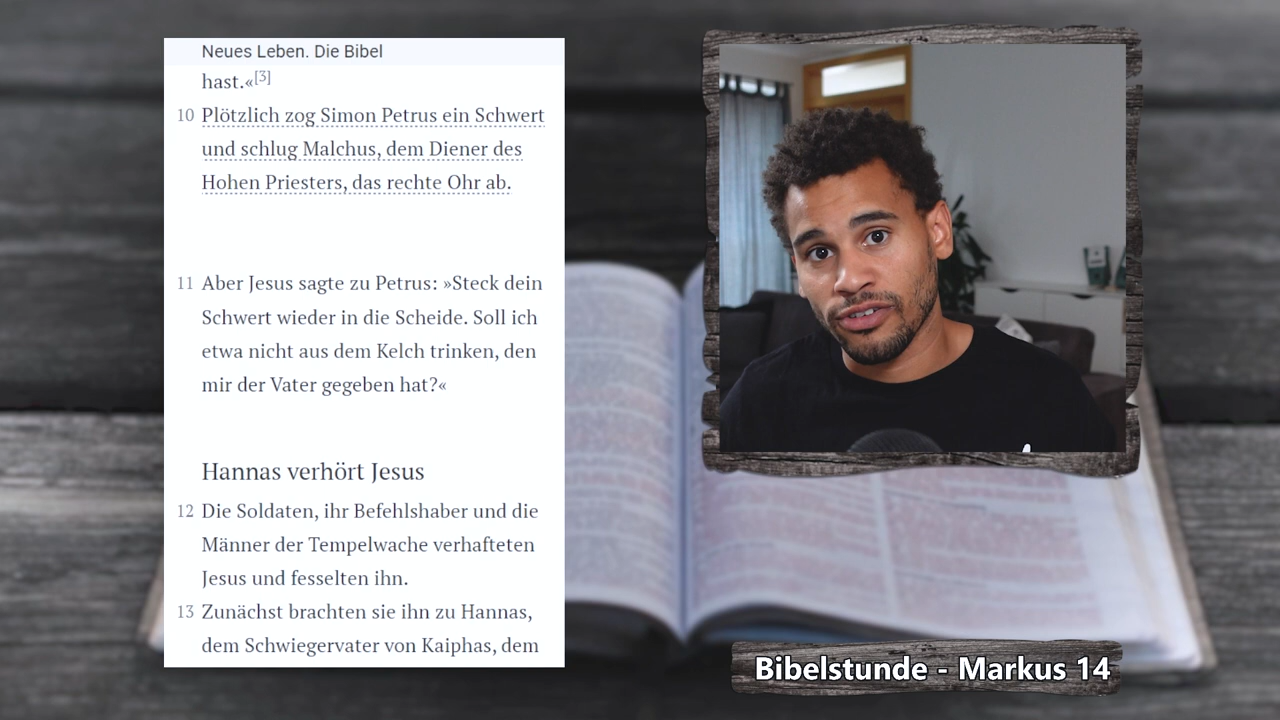 Neues Leben. Die Bibel
hast.«[3]
10 Plötzlich zog Simon Petrus ein Schwert
und schlug Malchus, dem Diener des
Hohen Priesters, das rechte Ohr ab.
11 Aber Jesus sagte zu Petrus: »Steck dein
Schwert wieder in die Scheide. Soll ich
etwa nicht aus dem Kelch trinken, den
mir der Vater gegeben hat?«
Hannas verhört Jesus
12 Die Soldaten, ihr Befehlshaber und die
Männer der Tempelwache verhafteten
Jesus und fesselten ihn.
13 Zunächst brachten sie ihn zu Hannas,
dem Schwiegervater von Kaiphas, dem
Bibelstunde - Markus 14